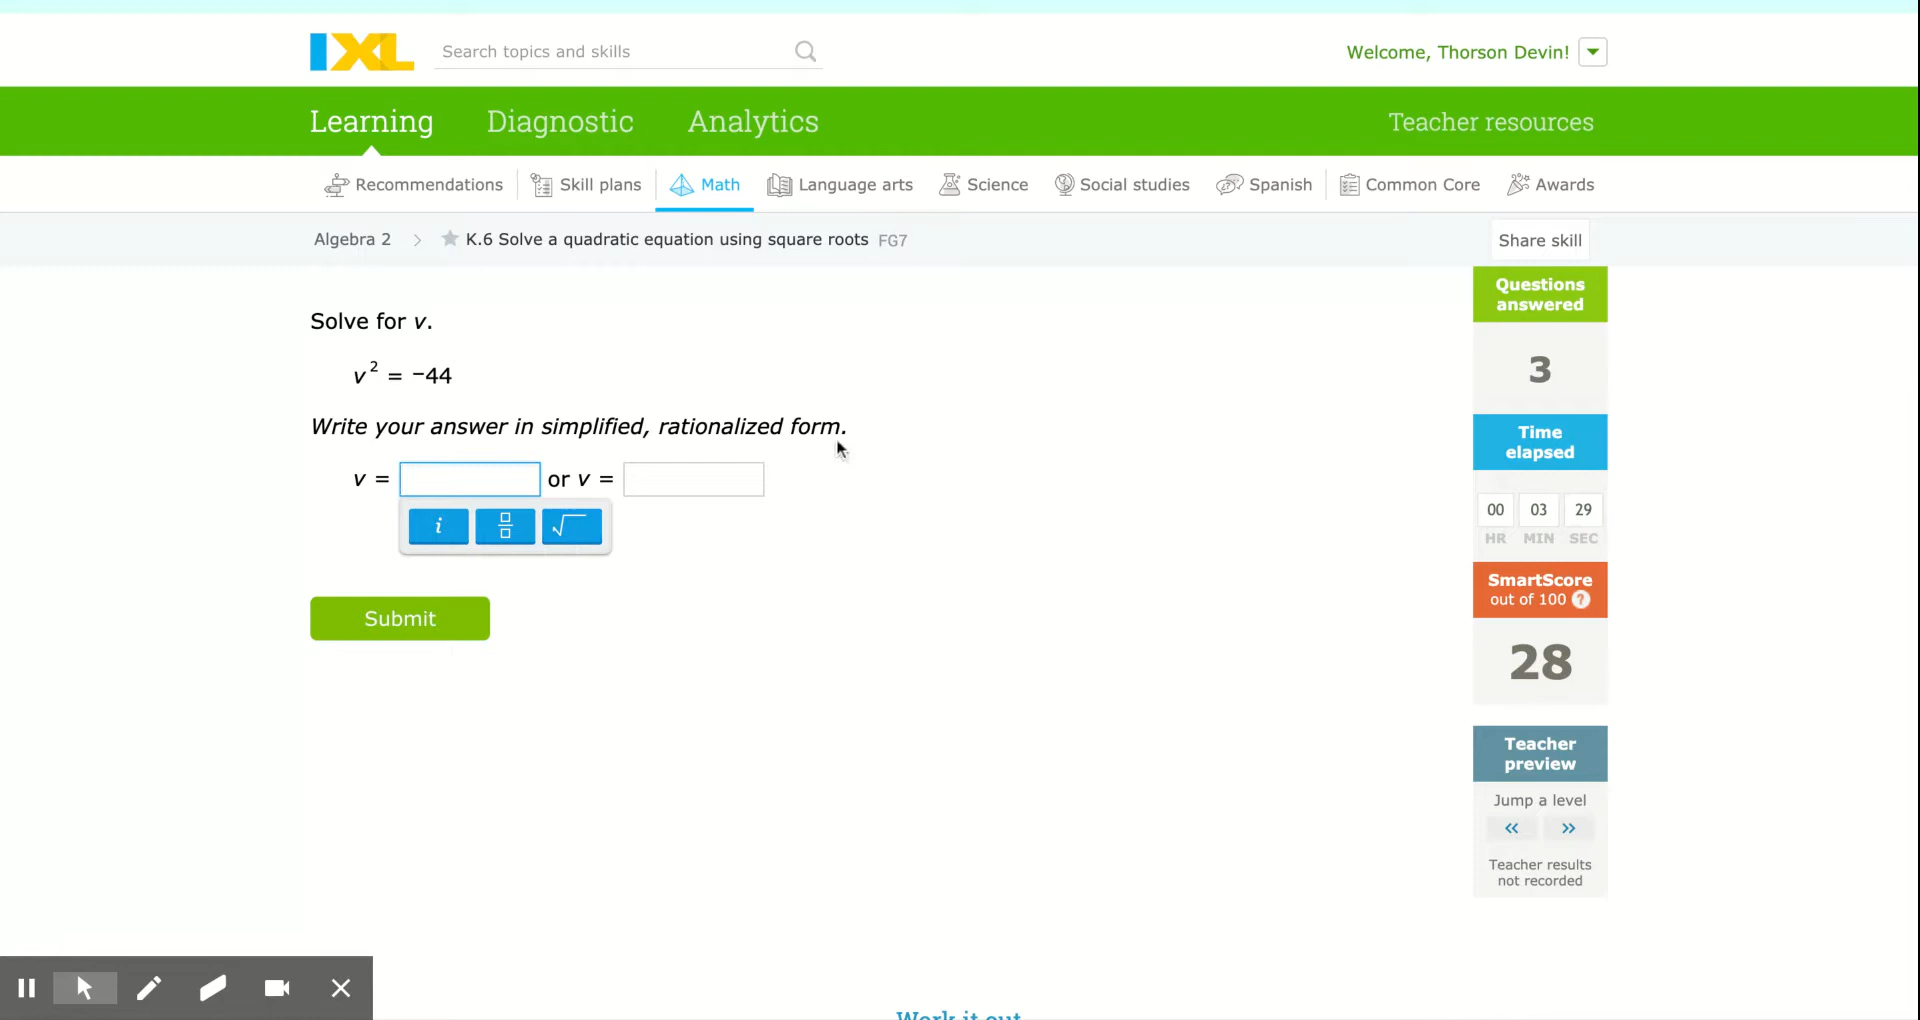 IXL
Search topics and skills
Welcome, Thorson Devin!
Learning Diagnostic Analytics Teacher resources
Recommendations Skill plans Math Language arts Science Social studies Spanish Common Core Awards
Algebra 2 > K.6 Solve a quadratic equation using square roots FG7
Share skill
Solve for v.
v² = −44
Write your answer in simplified, rationalized form.
v = or v =
i √
Submit
Questions
answered
3
Time
elapsed
00 03 29
HR MIN SEC
SmartScore
out of 100 ?
28
Teacher
preview
Jump a level
« »
Teacher results
not recorded
Work it out